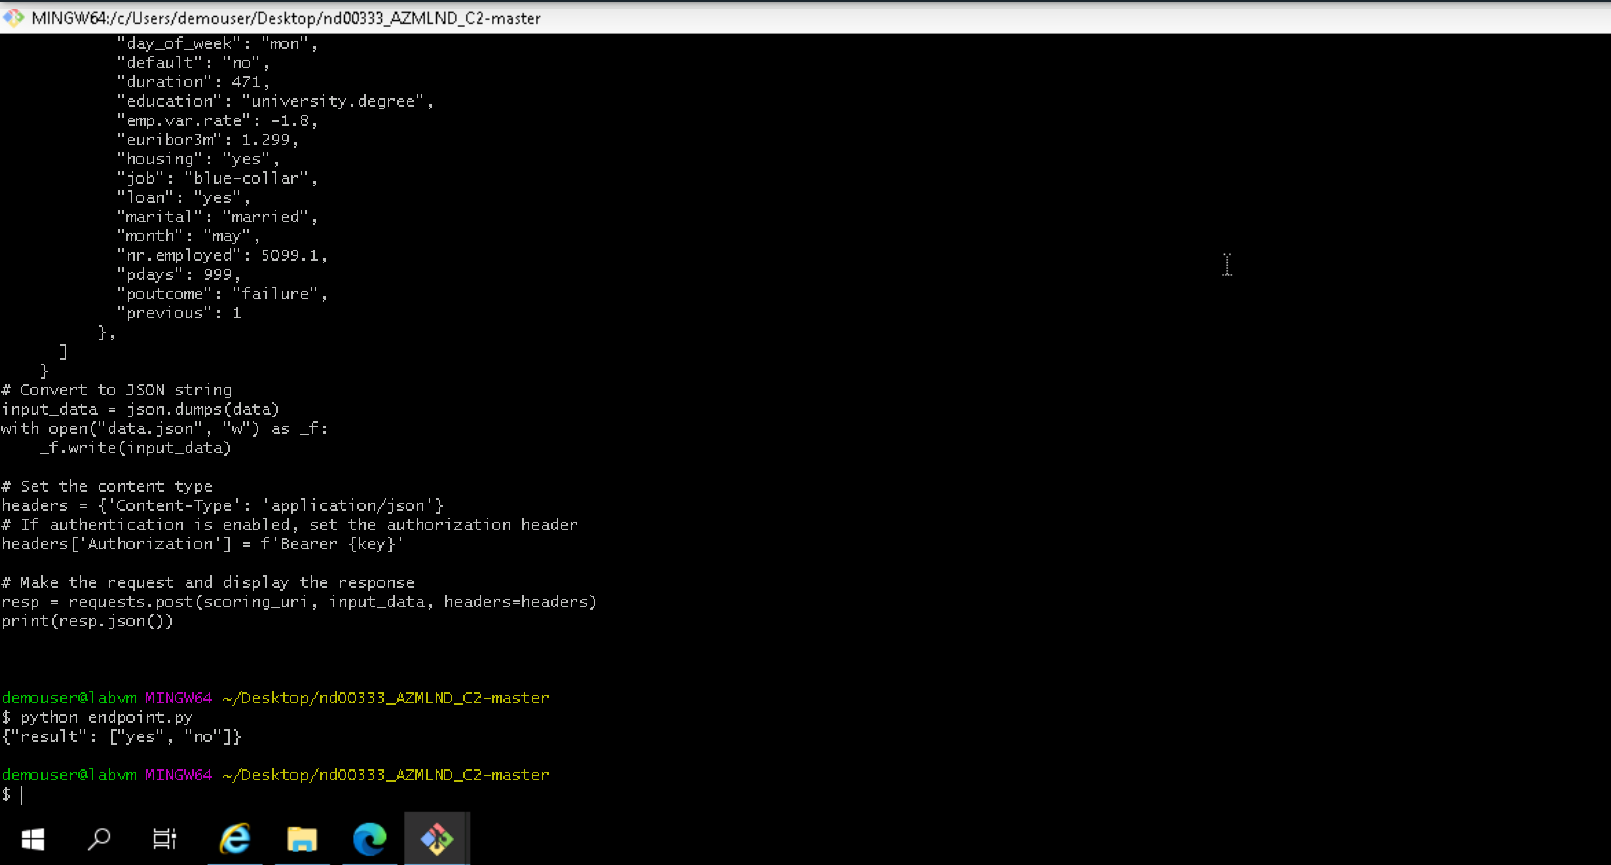 MINGW64:/c/Users/demouser/Desktop/nd00333_AZMLND_C2-master
"day_of_week": "mon",
"default": "no",
"duration": 471,
"education": "university.degree",
"emp.var.rate": -1.8,
"euribor3m": 1.299,
"housing": "yes",
"job": "blue-collar",
"loan": "yes",
"marital": "married",
"month": "may",
"nr.employed": 5099.1,
"pdays": 999,
"poutcome": "failure",
"previous": 1
},
]
}
# Convert to JSON string
input_data = json.dumps(data)
with open("data.json", "w") as _f:
_f.write(input_data)
# Set the content type
headers = {'Content-Type': 'application/json'}
# If authentication is enabled, set the authorization header
headers['Authorization'] = f'Bearer {key}'
# Make the request and display the response
resp = requests.post(scoring_uri, input_data, headers=headers)
print(resp.json())
demouser@labvm MINGW64 ~/Desktop/nd00333_AZMLND_C2-master
$ python endpoint.py
{"result": ["yes", "no"]}
demouser@labvm MINGW64 ~/Desktop/nd00333_AZMLND_C2-master
$